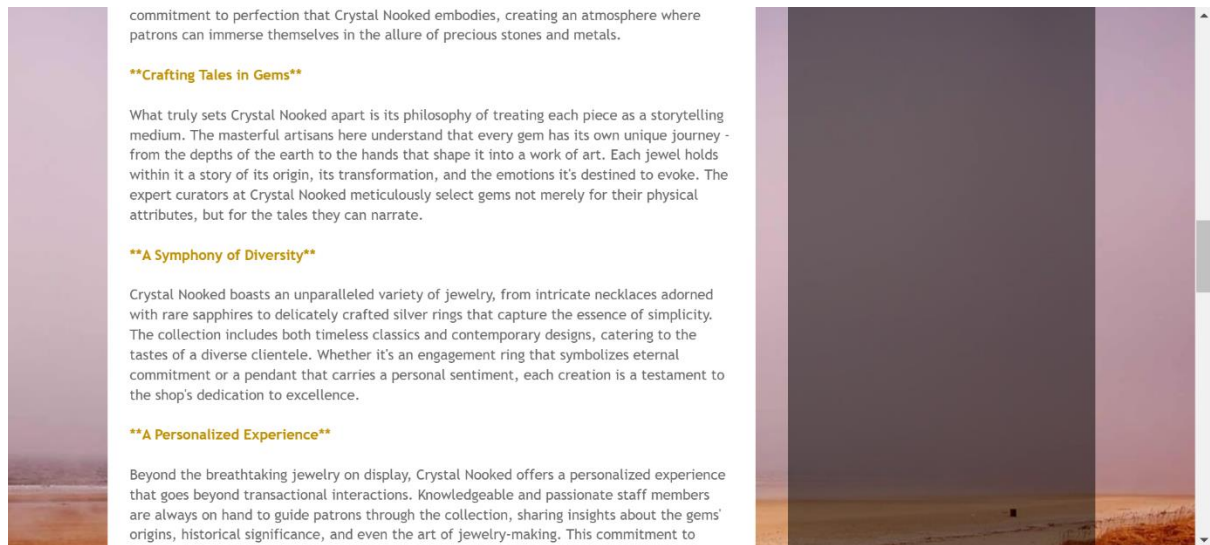 commitment to perfection that Crystal Nooked embodies, creating an atmosphere where
patrons can immerse themselves in the allure of precious stones and metals.
**Crafting Tales in Gems**
What truly sets Crystal Nooked apart is its philosophy of treating each piece as a storytelling
medium. The masterful artisans here understand that every gem has its own unique journey -
from the depths of the earth to the hands that shape it into a work of art. Each jewel holds
within it a story of its origin, its transformation, and the emotions it's destined to evoke. The
expert curators at Crystal Nooked meticulously select gems not merely for their physical
attributes, but for the tales they can narrate.
**A Symphony of Diversity**
Crystal Nooked boasts an unparalleled variety of jewelry, from intricate necklaces adorned
with rare sapphires to delicately crafted silver rings that capture the essence of simplicity.
The collection includes both timeless classics and contemporary designs, catering to the
tastes of a diverse clientele. Whether it's an engagement ring that symbolizes eternal
commitment or a pendant that carries a personal sentiment, each creation is a testament to
the shop's dedication to excellence.
**A Personalized Experience**
Beyond the breathtaking jewelry on display, Crystal Nooked offers a personalized experience
that goes beyond transactional interactions. Knowledgeable and passionate staff members
are always on hand to guide patrons through the collection, sharing insights about the gems'
origins, historical significance, and even the art of jewelry-making. This commitment to